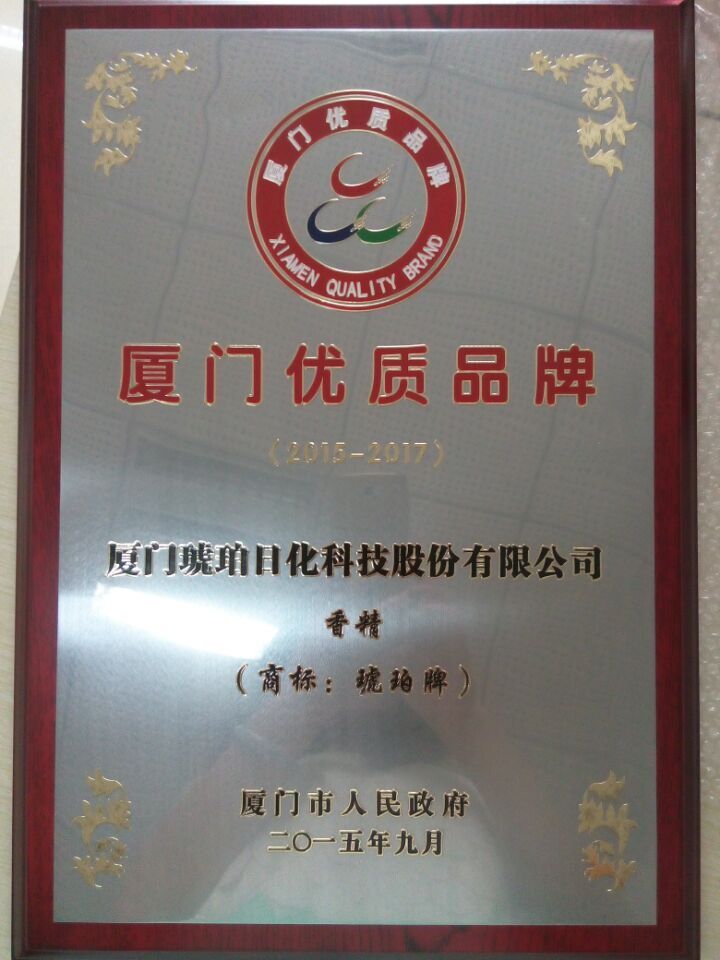 厦门优质品牌
XIAMEN QUALITY BRAND
厦门优质品牌
(2015-2017)
厦门琥珀日化科技股份有限公司
香精
(商标:琥珀牌)
厦门市人民政府
二〇一五年九月